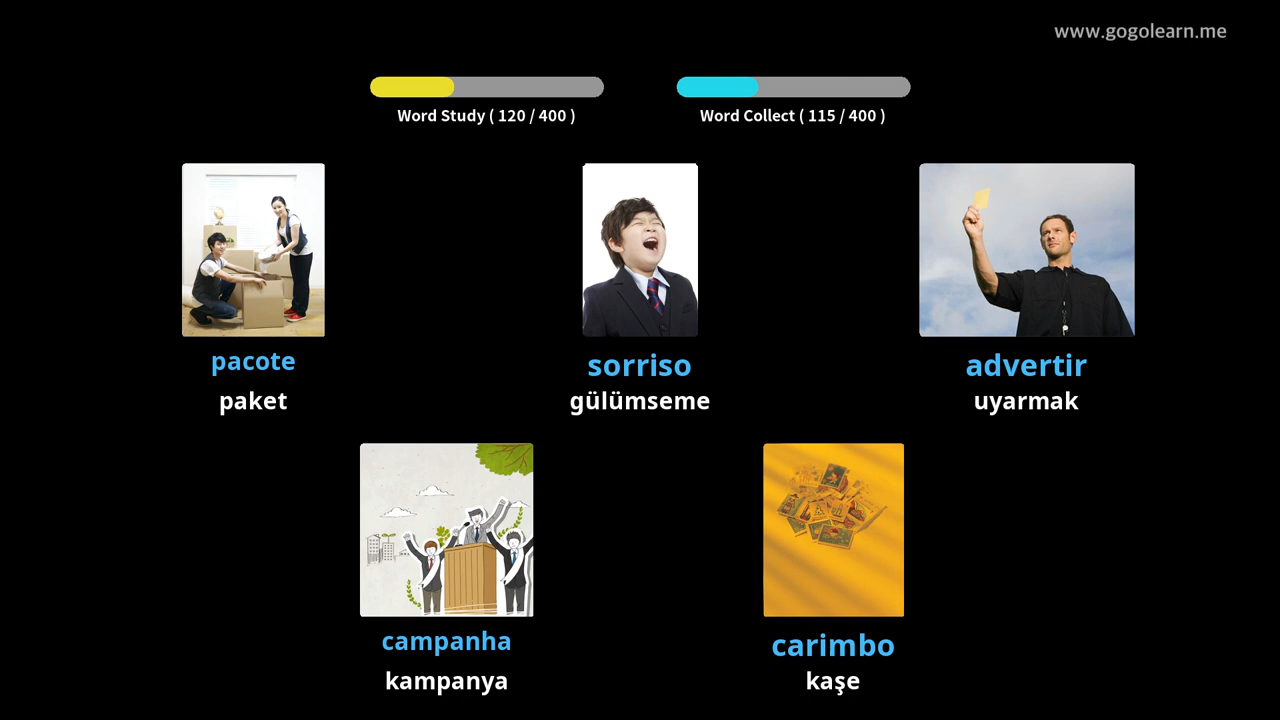 www.gogolearn.me
Word Study ( 120 / 400 )
Word Collect ( 115 / 400 )
pacote
paket
sorriso
gülümseme
advertir
uyarmak
campanha
kampanya
carimbo
kaşe